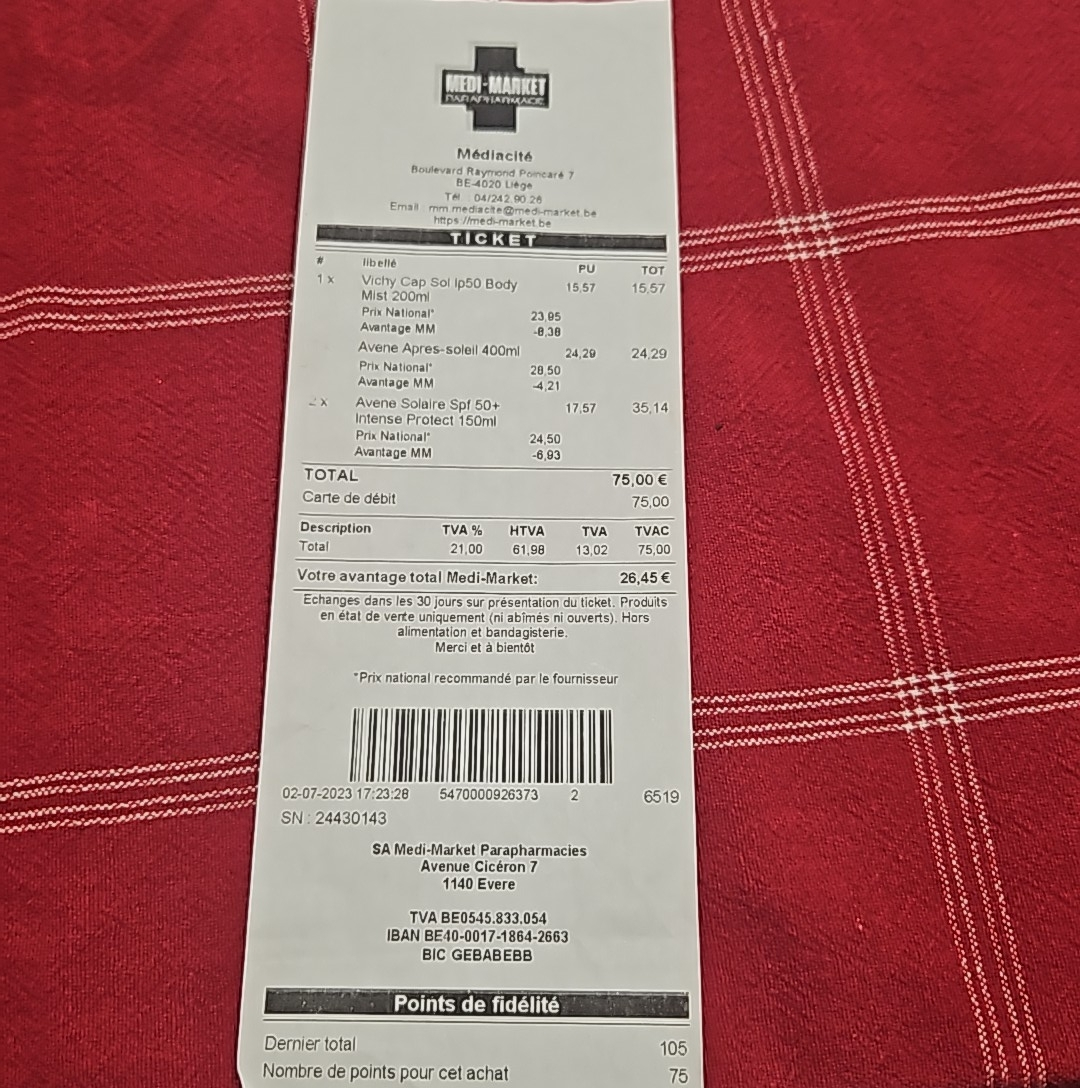 MEDI-MARKET
PARAPHARMACIE
Médiacité
Boulevard Raymond Poincaré 7
BE-4020 Liège
Tél : 04/242.90.26
Email : mm.mediacite@medi-market.be
https://medi-market.be
TICKET
# libellé PU TOT
1 x Vichy Cap Sol Ip50 Body 15,57 15,57
Mist 200ml
Prix National* 23,95
Avantage MM -8,38
Avene Apres-soleil 400ml 24,29 24,29
Prix National* 28,50
Avantage MM -4,21
2 x Avene Solaire Spf 50+ 17,57 35,14
Intense Protect 150ml
Prix National* 24,50
Avantage MM -6,93
TOTAL 75,00 €
Carte de débit 75,00
Description TVA % HTVA TVA TVAC
Total 21,00 61,98 13,02 75,00
Votre avantage total Medi-Market: 26,45 €
Echanges dans les 30 jours sur présentation du ticket. Produits
en état de vente uniquement (ni abîmés ni ouverts). Hors
alimentation et bandagisterie.
Merci et à bientôt
*Prix national recommandé par le fournisseur
02-07-2023 17:23:28 5470000926373 2 6519
SN : 24430143
SA Medi-Market Parapharmacies
Avenue Cicéron 7
1140 Evere
TVA BE0545.833.054
IBAN BE40-0017-1864-2663
BIC GEBABEBB
Points de fidélité
Dernier total 105
Nombre de points pour cet achat 75